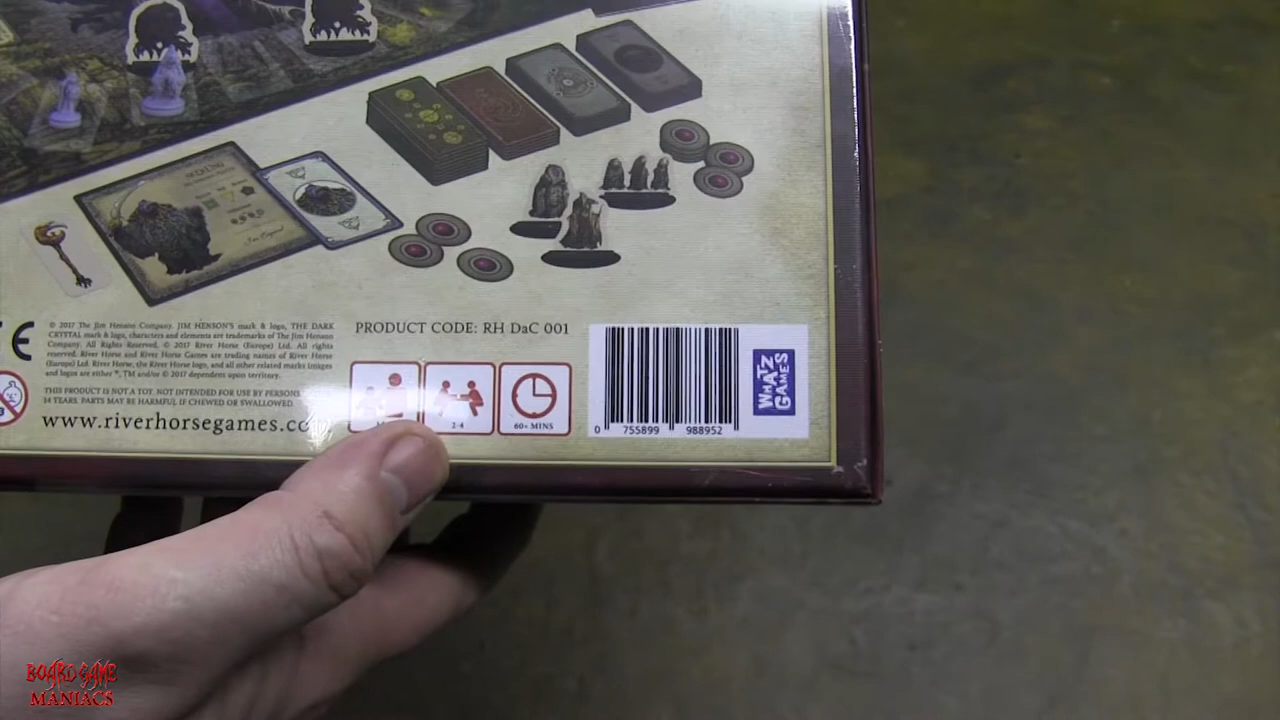 SKEKUNG
PRODUCT CODE: RH DaC 001
© 2017 The Jim Henson Company. JIM HENSON'S mark & logo, THE DARK
CRYSTAL mark & logo, characters and elements are trademarks of The Jim Henson
Company. All Rights Reserved, © 2017 River Horse (Europe) Ltd. All rights
reserved. River Horse and River Horse Games are trading names of River Horse
(Europe) Ltd. River Horse, the River Horse logo, and all other related marks images
and logos are either ®, TM and/or © 2017 dependent upon territory.
THIS PRODUCT IS NOT A TOY. NOT INTENDED FOR USE BY PERSONS
14 YEARS. PARTS MAY BE HARMFUL IF CHEWED OR SWALLOWED.
www.riverhorsegames.co
2-4
60+ MINS
0 755899 988952
WHATZ
GAMES
BOARD GAME
MANIACS